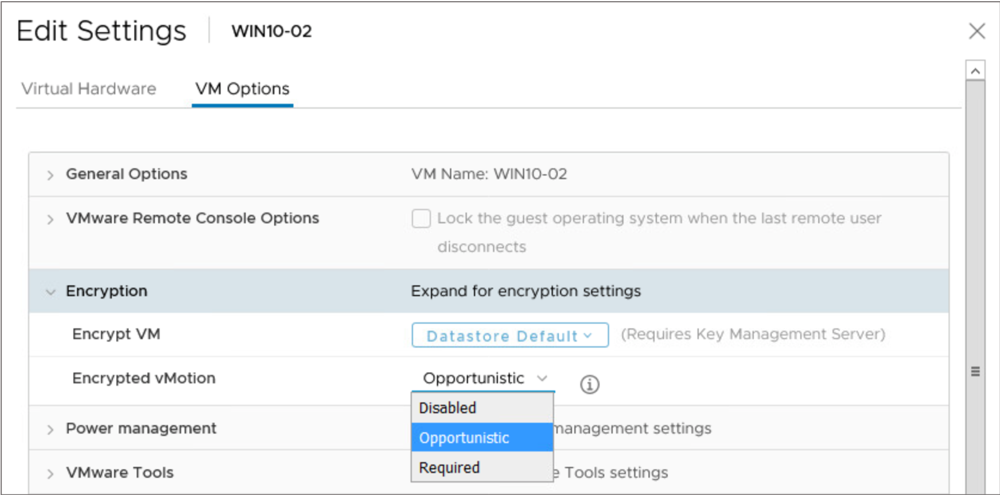 Edit Settings WIN10-02
Virtual Hardware VM Options
General Options VM Name: WIN10-02
VMware Remote Console Options Lock the guest operating system when the last remote user
disconnects
Encryption Expand for encryption settings
Encrypt VM Datastore Default (Requires Key Management Server)
Encrypted vMotion Opportunistic
Disabled
Power management management settings
Opportunistic
Required
VMware Tools Tools settings